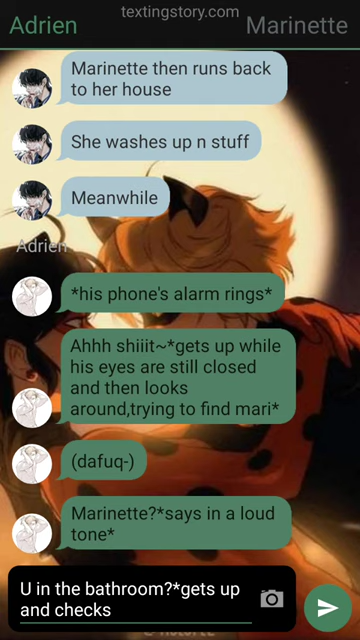 textingstory.com
Adrien
Marinette
Marinette then runs back
to her house
She washes up n stuff
Meanwhile
Adrien
*his phone's alarm rings*
Ahhh shiiit~*gets up while
his eyes are still closed
and then looks
around,trying to find mari*
(dafuq-)
Marinette?*says in a loud
tone*
U in the bathroom?*gets up
and checks